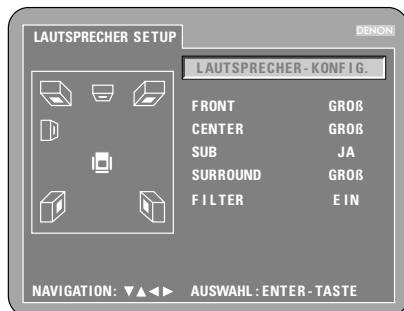 LAUTSPRECHER SETUP
DENON
LAUTSPRECHER-KONFIG.
FRONT GROß
CENTER GROß
SUB JA
SURROUND GROß
FILTER EIN
NAVIGATION: ▼▲◄► AUSWAHL:ENTER-TASTE